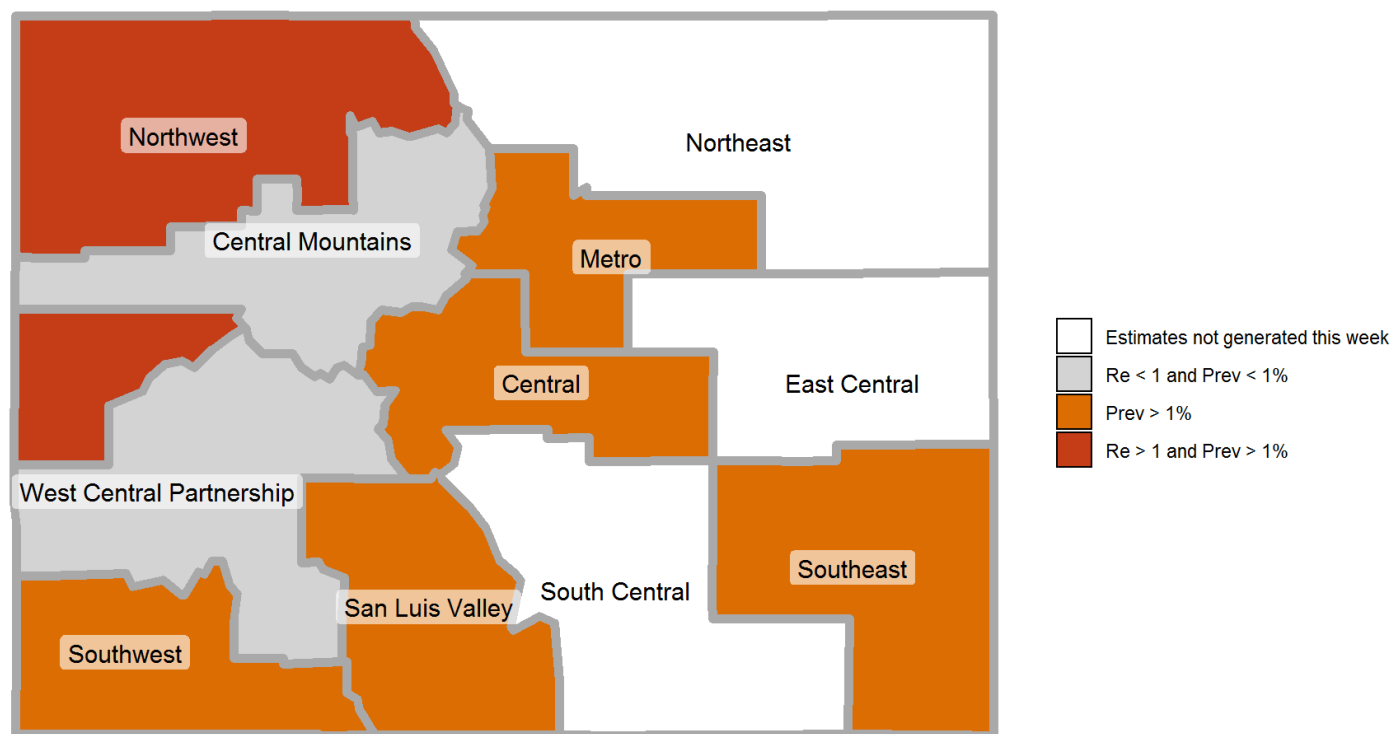 Northwest
Northeast
Central Mountains
Metro
Central
East Central
West Central Partnership
Southeast
South Central
San Luis Valley
Southwest
Estimates not generated this week
Re < 1 and Prev < 1%
Prev > 1%
Re > 1 and Prev > 1%